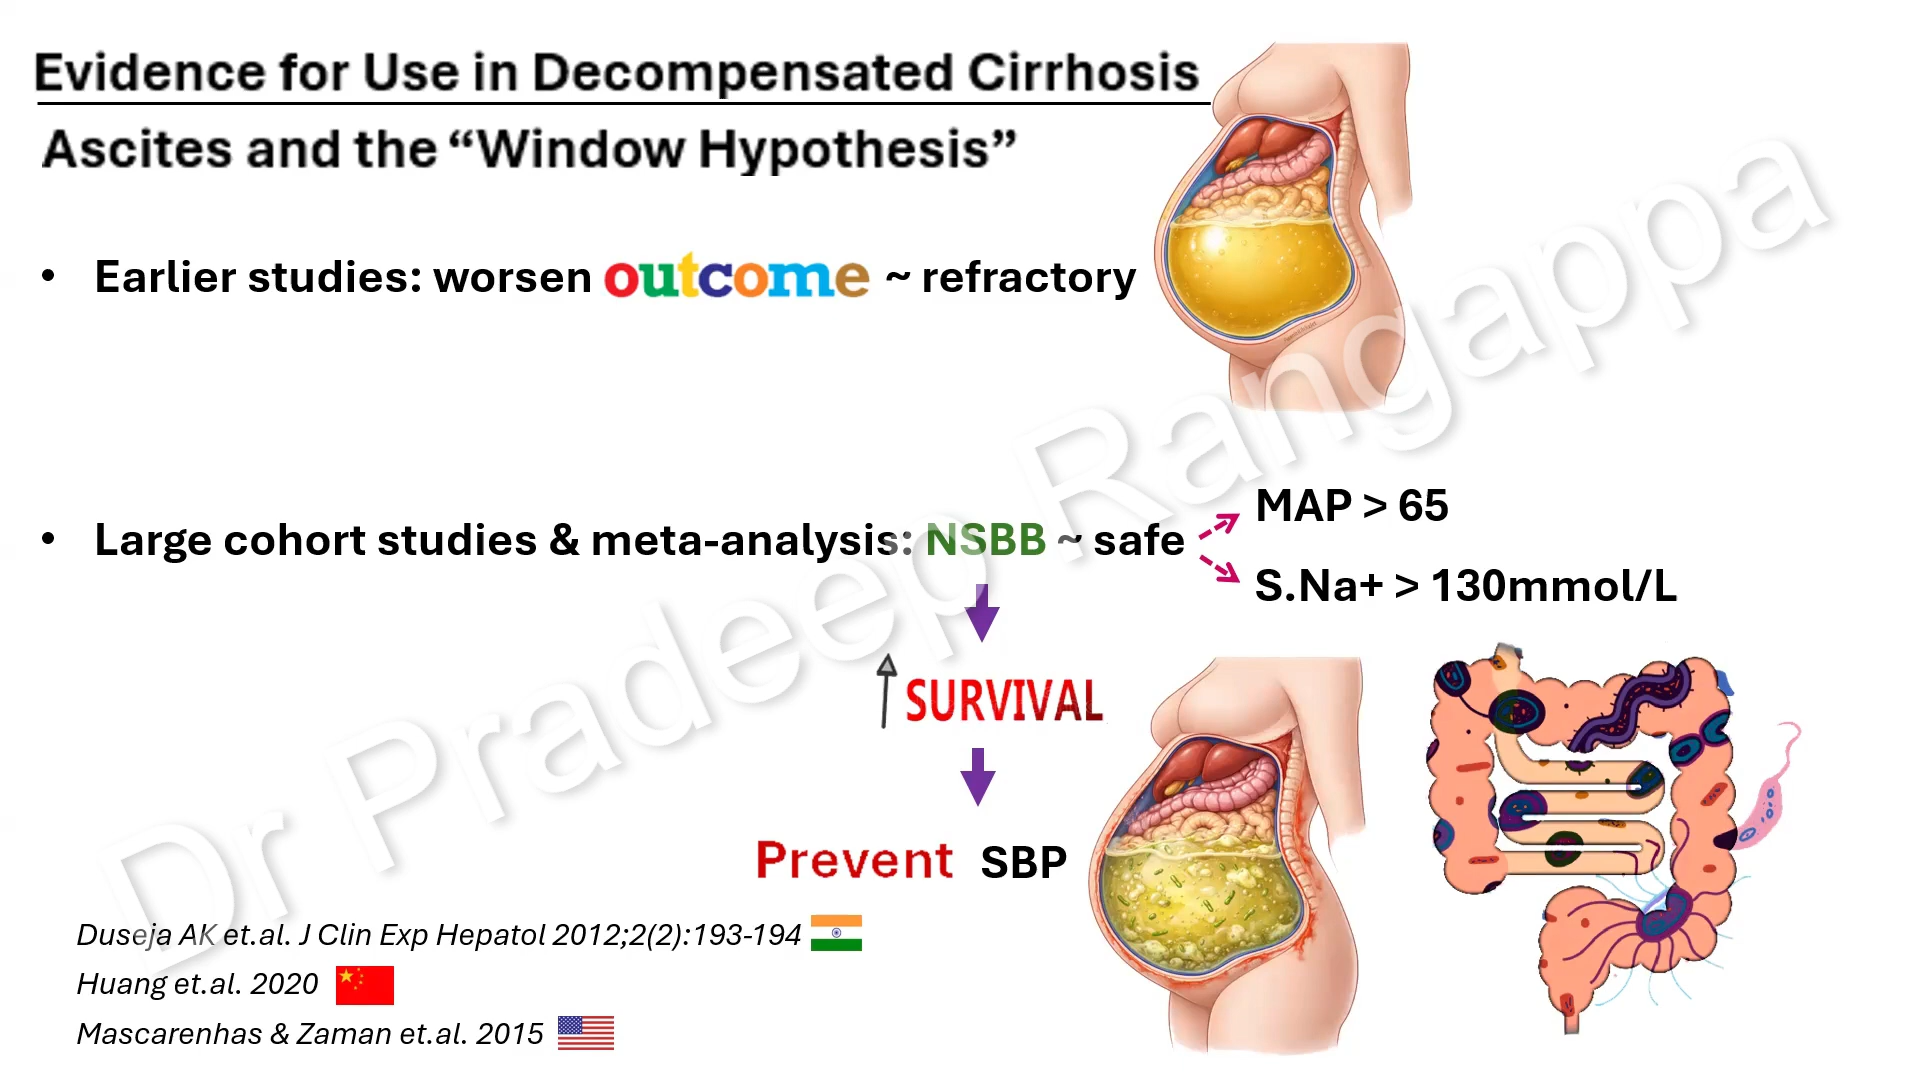 Evidence for Use in Decompensated Cirrhosis
Ascites and the “Window Hypothesis”
• Earlier studies: worsen outcome ~ refractory
• Large cohort studies & meta-analysis: NSBB ~ safe
MAP > 65
S.Na+ > 130mmol/L
SURVIVAL
Prevent SBP
Duseja AK et.al. J Clin Exp Hepatol 2012;2(2):193-194
Huang et.al. 2020
Mascarenhas & Zaman et.al. 2015
Dr Pradeep Rangappa